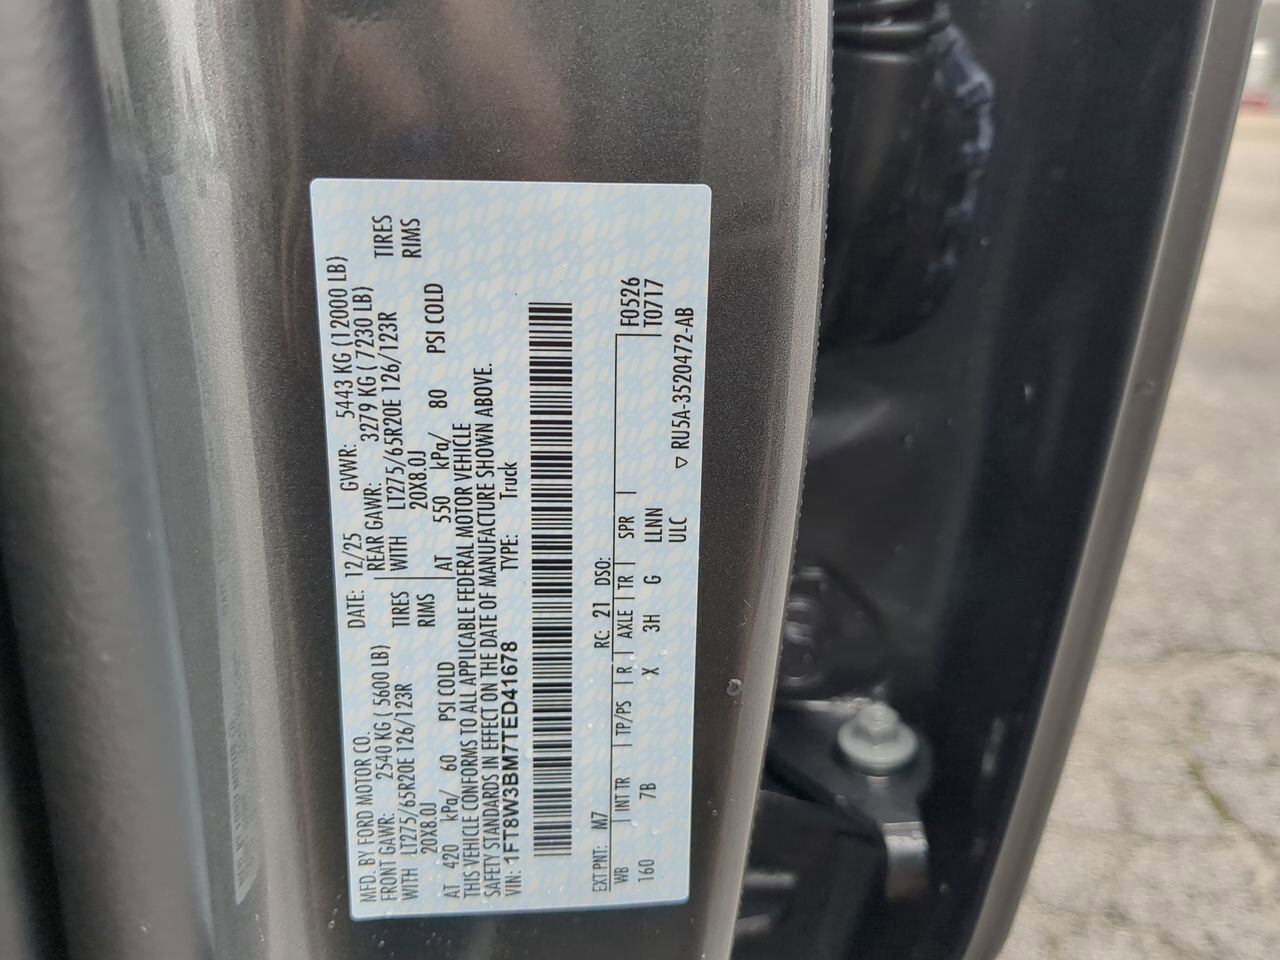 MFD. BY FORD MOTOR CO. DATE: 12/25 GVWR: 5443 KG (12000 LB)
FRONT GAWR: 2540 KG ( 5600 LB) REAR GAWR: 3279 KG ( 7230 LB)
WITH LT275/65R20E 126/123R TIRES WITH LT275/65R20E 126/123R TIRES
20X8.0J RIMS 20X8.0J RIMS
AT 420 kPa/ 60 PSI COLD AT 550 kPa/ 80 PSI COLD
THIS VEHICLE CONFORMS TO ALL APPLICABLE FEDERAL MOTOR VEHICLE
SAFETY STANDARDS IN EFFECT ON THE DATE OF MANUFACTURE SHOWN ABOVE.
VIN: 1FT8W3BM7TED41678 TYPE: Truck
EXT PNT: M7 RC: 21 DSO: F0526
WB INT TR TP/PS R AXLE TR SPR T0717
160 7B X 3H G LLNN
ULC
▽ RU5A-3520472-AB